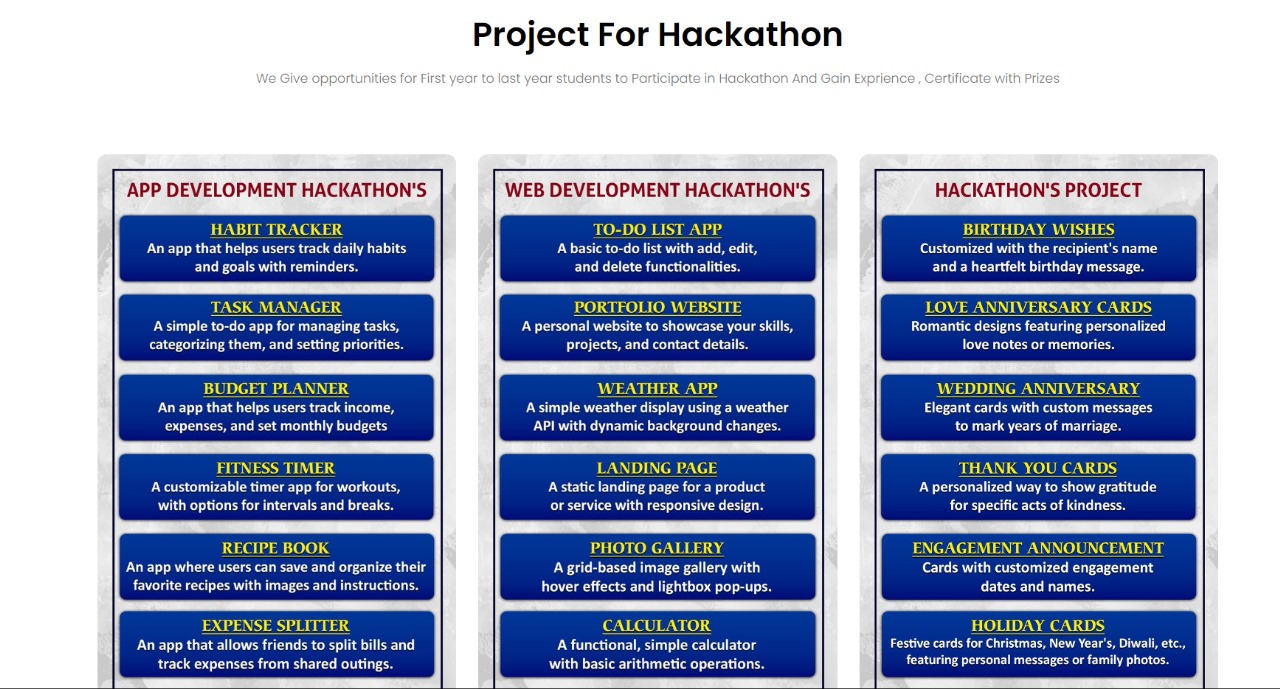 Project For Hackathon
We Give opportunities for First year to last year students to Participate in Hackathon And Gain Exprience , Certificate with Prizes
APP DEVELOPMENT HACKATHON'S
HABIT TRACKER
An app that helps users track daily habits
and goals with reminders.
TASK MANAGER
A simple to-do app for managing tasks,
categorizing them, and setting priorities.
BUDGET PLANNER
An app that helps users track income,
expenses, and set monthly budgets
FITNESS TIMER
A customizable timer app for workouts,
with options for intervals and breaks.
RECIPE BOOK
An app where users can save and organize their
favorite recipes with images and instructions.
EXPENSE SPLITTER
An app that allows friends to split bills and
track expenses from shared outings.
WEB DEVELOPMENT HACKATHON'S
TO-DO LIST APP
A basic to-do list with add, edit,
and delete functionalities.
PORTFOLIO WEBSITE
A personal website to showcase your skills,
projects, and contact details.
WEATHER APP
A simple weather display using a weather
API with dynamic background changes.
LANDING PAGE
A static landing page for a product
or service with responsive design.
PHOTO GALLERY
A grid-based image gallery with
hover effects and lightbox pop-ups.
CALCULATOR
A functional, simple calculator
with basic arithmetic operations.
HACKATHON'S PROJECT
BIRTHDAY WISHES
Customized with the recipient's name
and a heartfelt birthday message.
LOVE ANNIVERSARY CARDS
Romantic designs featuring personalized
love notes or memories.
WEDDING ANNIVERSARY
Elegant cards with custom messages
to mark years of marriage.
THANK YOU CARDS
A personalized way to show gratitude
for specific acts of kindness.
ENGAGEMENT ANNOUNCEMENT
Cards with customized engagement
dates and names.
HOLIDAY CARDS
Festive cards for Christmas, New Year's, Diwali, etc.,
featuring personal messages or family photos.